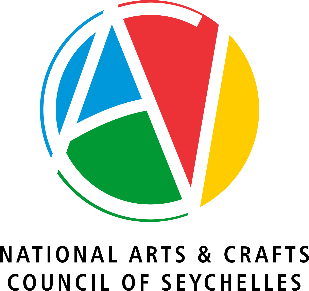 NATIONAL ARTS & CRAFTS
COUNCIL OF SEYCHELLES